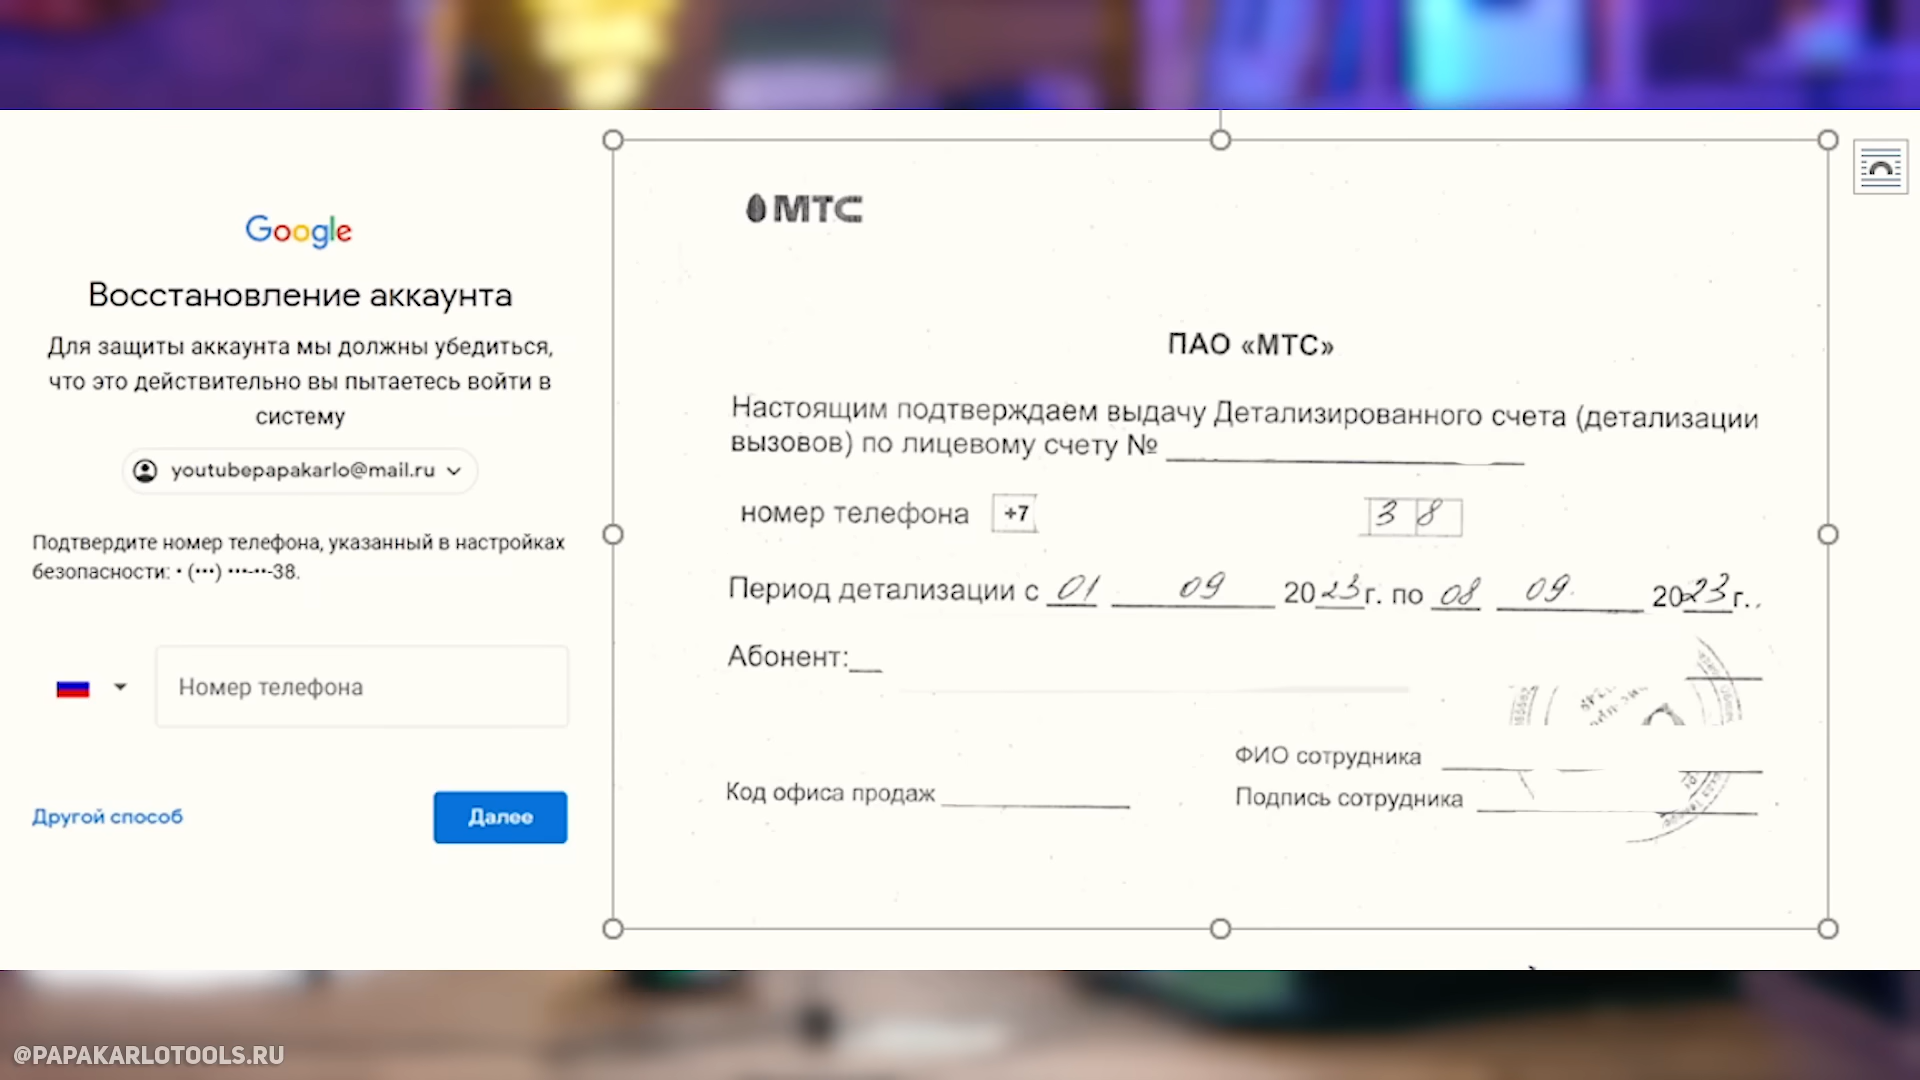 Google
Восстановление аккаунта
Для защиты аккаунта мы должны убедиться,
что это действительно вы пытаетесь войти в
систему
youtubepapakarlo@mail.ru
Подтвердите номер телефона, указанный в настройках
безопасности: • (•••) •••-••-38.
Номер телефона
Другой способ
Далее
МТС
ПАО «МТС»
Настоящим подтверждаем выдачу Детализированного счета (детализации
вызовов) по лицевому счету №
номер телефона +7 38
Период детализации с 01 09 2023г. по 08 09. 2023г..
Абонент:
ФИО сотрудника
Код офиса продаж
Подпись сотрудника
@PAPAKARLOTOOLS.RU